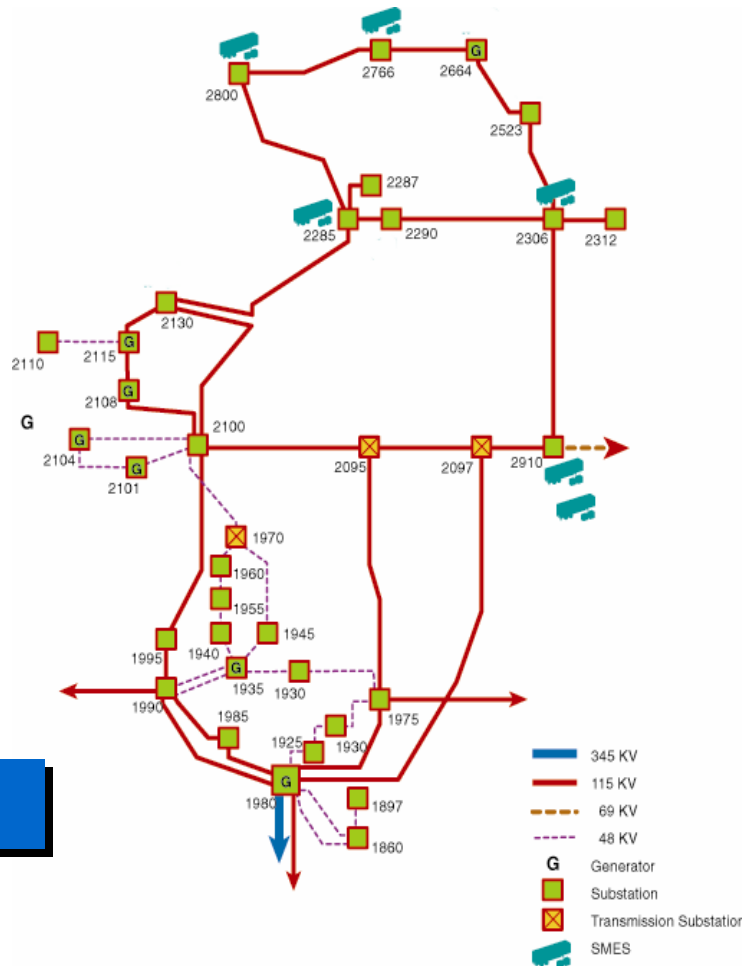 G
2766
2664
2800
2523
2287
2285
2290
2306
2312
2130
G
2110
2115
G
2108
G
2100
G
2104
G
2101
2095
2097
2910
1970
1960
1955
1995
1940
1945
G
1935
1930
1990
1975
1985
1925
1930
G
1980
1897
1860
345 KV
115 KV
69 KV
48 KV
G Generator
Substation
Transmission Substation
SMES